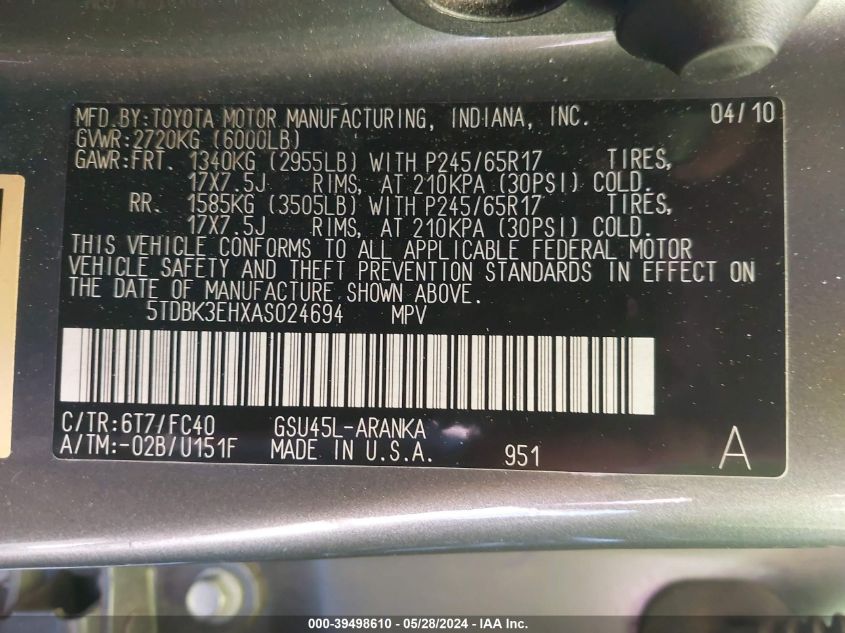 MFD.BY:TOYOTA MOTOR MANUFACTURING, INDIANA, INC. 04/10
GVWR:2720KG (6000LB)
GAWR:FRT. 1340KG (2955LB) WITH P245/65R17 TIRES,
17X7.5J RIMS, AT 210KPA (30PSI) COLD.
RR. 1585KG (3505LB) WITH P245/65R17 TIRES,
17X7.5J RIMS, AT 210KPA (30PSI) COLD.
THIS VEHICLE CONFORMS TO ALL APPLICABLE FEDERAL MOTOR
VEHICLE SAFETY AND THEFT PREVENTION STANDARDS IN EFFECT ON
THE DATE OF MANUFACTURE SHOWN ABOVE.
5TDBK3EHXAS024694 MPV
C/TR:6T7/FC40 GSU45L-ARANKA
A/TM:-02B/U151F MADE IN U.S.A. 951 A
000-39498610 - 05/28/2024 - IAA Inc.